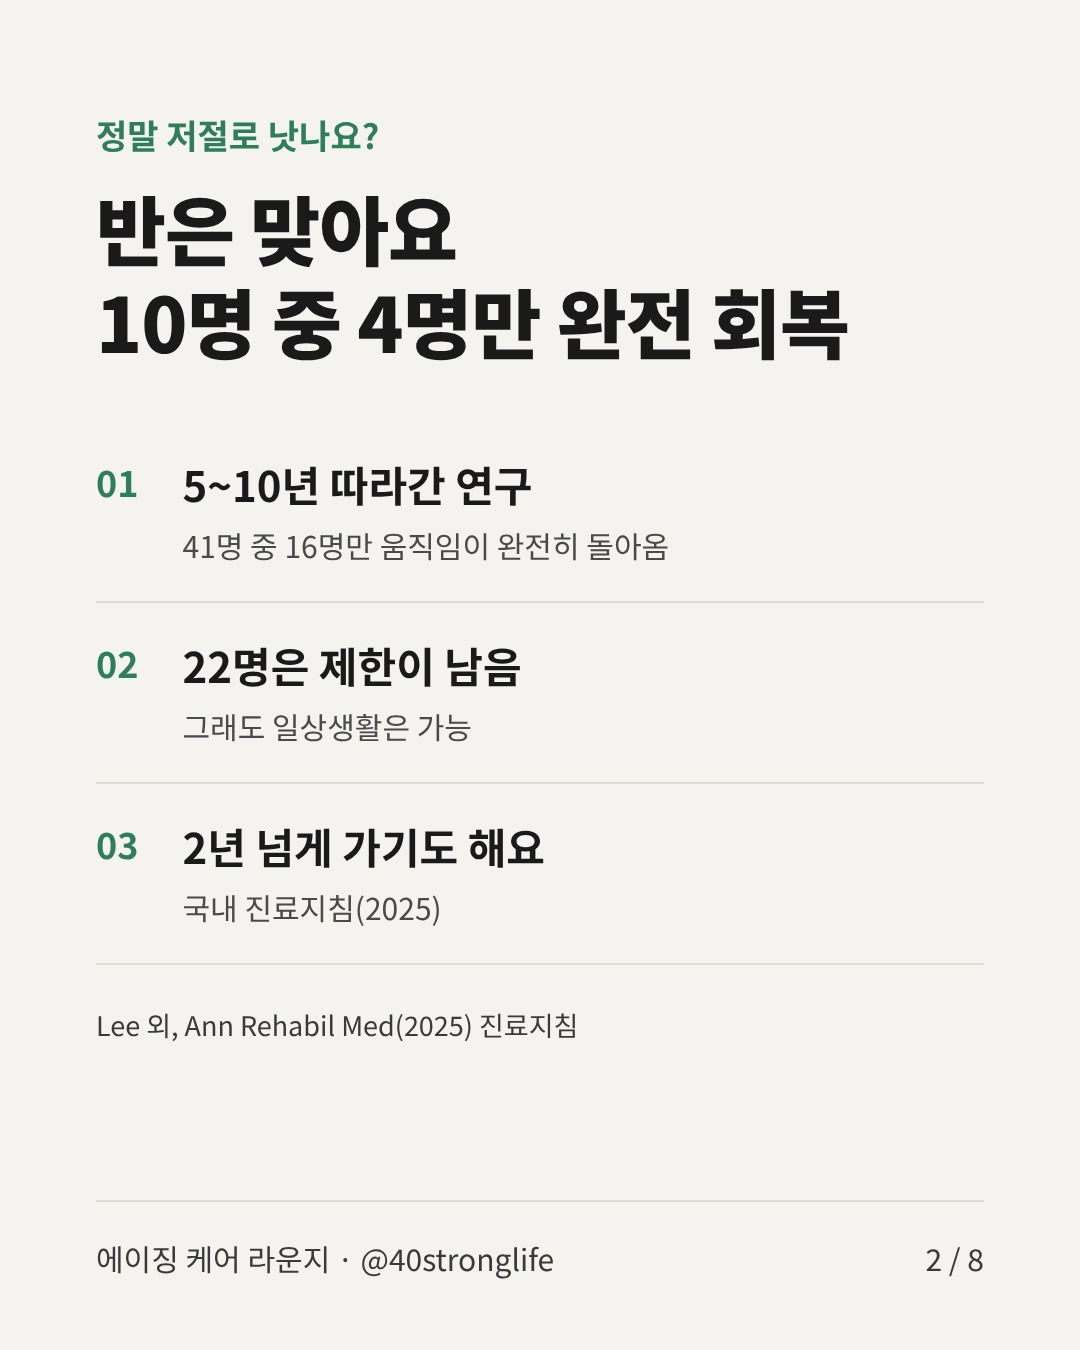 정말 저절로 낫나요?
반은 맞아요
10명 중 4명만 완전 회복
01 5~10년 따라간 연구
41명 중 16명만 움직임이 완전히 돌아옴
02 22명은 제한이 남음
그래도 일상생활은 가능
03 2년 넘게 가기도 해요
국내 진료지침(2025)
Lee 외, Ann Rehabil Med(2025) 진료지침
에이징 케어 라운지 · @40stronglife 2 / 8